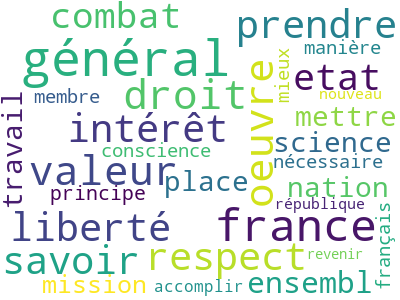 combat
prendre
manière
général
etat
mieux
membre
nouveau
droit
oeuvre
mettre
travail
intérêt
science
conscience
nécessaire
valeur
place
nation
principe
république
liberté
france
français
savoir
respect
revenir
mission
accomplir
ensembl